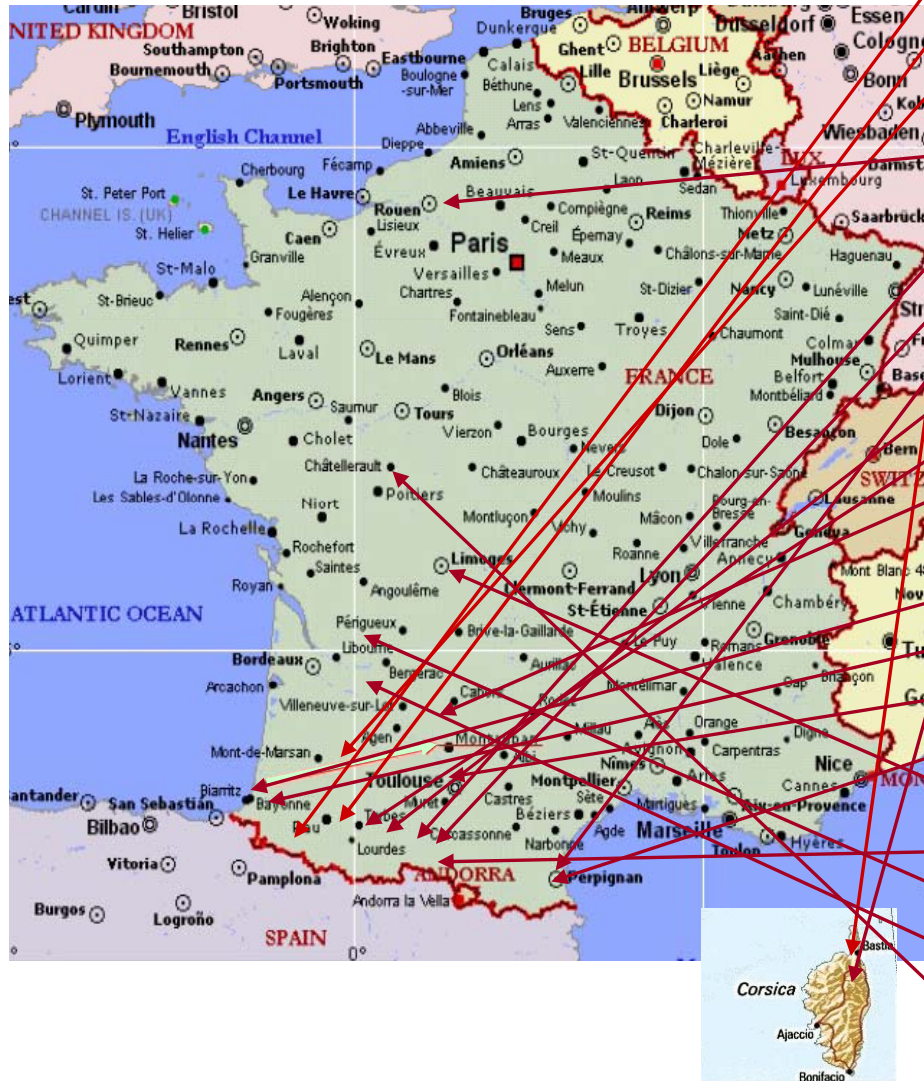 Cardiff
Bristol
Woking
UNITED KINGDOM
Southampton
Brighton
Bournemouth
Portsmouth
Eastbourne
Plymouth
English Channel
Bruges
Antwerp
Dunkerque
Ghent
BELGIUM
Düsseldorf
Essen
Cologne
Calais
Boulogne
-sur-Mer
Lille
Brussels
Liège
Aachen
Bonn
Béthune
Lens
Arras
Namur
Valenciennes
Charleroi
Wiesbaden
Abbeville
Dieppe
Amiens
St-Quentin
Charleville-
Mézière
LUX.
Luxembourg
Cherbourg
Fécamp
Laon
Sedan
St. Peter Port
CHANNEL IS. (UK)
Le Havre
Rouen
Beauvais
Compiègne
Reims
Thionville
Saarbrück
St. Helier
Caen
Lisieux
Creil
Metz
Granville
Évreux
Paris
Épernay
Meaux
Châlons-sur-Marne
Haguenau
St-Malo
Versailles
St-Brieuc
Alençon
Chartres
Melun
St-Dizier
Nancy
Lunéville
Str
Fougères
Fontainebleau
Saint-Dié
Quimper
Rennes
Laval
Le Mans
Orléans
Sens
Troyes
Chaumont
Colmar
Mulhouse
Auxerre
FRANCE
Belfort
Montbéliard
Lorient
Vannes
Angers
Saumur
Blois
St-Nazaire
Tours
Dijon
Nantes
Cholet
Vierzon
Bourges
Nevers
Dole
Besançon
Bern
Châtellerault
Châteauroux
Le Creusot
Chalon-sur-Saône
SWITZ
La Roche-sur-Yon
Les Sables-d'Olonne
Poitiers
Moulins
Bourg-en-
Bresse
Lausanne
Niort
Montluçon
Mâcon
Vichy
Geneva
La Rochelle
Villefranche
Rochefort
Roanne
Annecy
Saintes
Limoges
Mont Blanc
Royan
Angoulême
Clermont-Ferrand
Lyon
Nov
St-Étienne
Vienne
Chambéry
ATLANTIC OCEAN
Périgueux
Brive-la-Gaillarde
Le-Puy
Romans
Grenoble
Libourne
Bordeaux
Bergerac
Aurillac
Valence
Briançon
Arcachon
Villeneuve-sur-Lot
Cahors
Rodez
Montélimar
Gap
Agen
Millau
Alès
Orange
Digne
Mont-de-Marsan
Montauban
Albi
Avignon
Carpentras
Nîmes
Nice
MON
Santander
San Sebastián
Biarritz
Bayenne
Toulouse
Montpellier
Arles
Cannes
Muret
Castres
Sète
Martigues
Aix-en-Provence
Bilbao
Pau
Tarbes
Béziers
Agde
Marseille
Lourdes
Carcassonne
Narbonne
Toulon
Hyères
Vitoria
Pamplona
ANDORRA
Perpignan
Burgos
Logroño
Andorra la Vella
SPAIN
0°
Bastia
Corsica
Ajaccio
Bonifacio